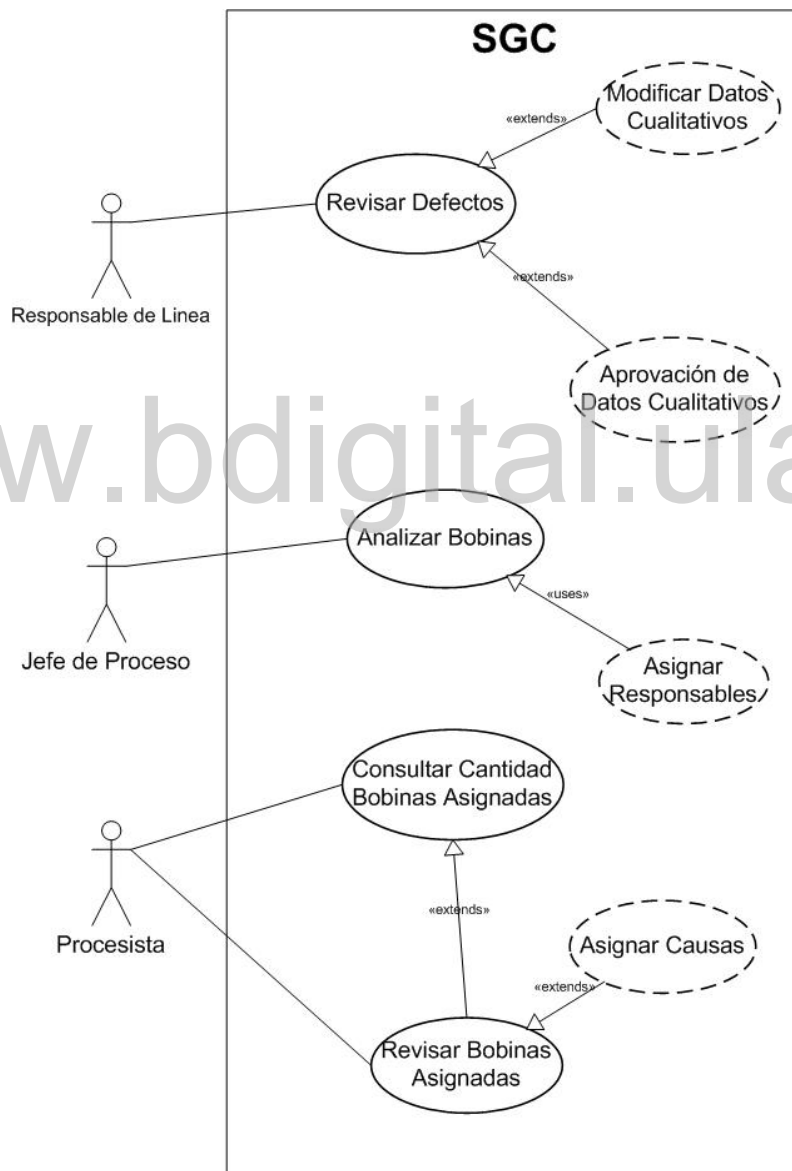 SGC
Modificar Datos
Cualitativos
«extends»
Revisar Defectos
Responsable de Linea
«extends»
Aprovación de
Datos Cualitativos
w.bdigital.ula
Analizar Bobinas
Jefe de Proceso
«uses»
Asignar
Responsables
Consultar Cantidad
Bobinas Asignadas
Procesista
«extends»
Asignar Causas
«extends»
Revisar Bobinas
Asignadas